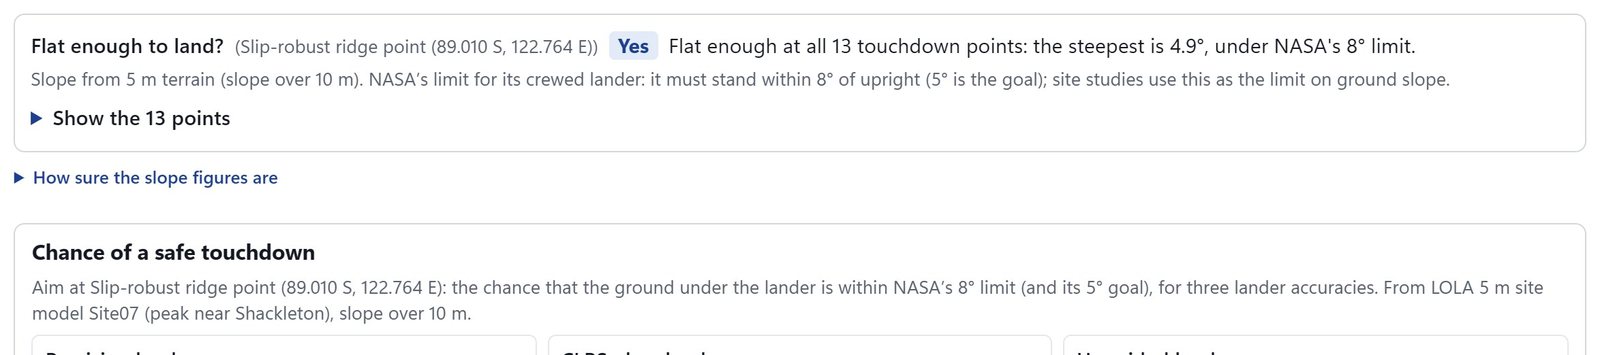 Flat enough to land? (Slip-robust ridge point (89.010 S, 122.764 E)) Yes Flat enough at all 13 touchdown points: the steepest is 4.9°, under NASA's 8° limit.
Slope from 5 m terrain (slope over 10 m). NASA’s limit for its crewed lander: it must stand within 8° of upright (5° is the goal); site studies use this as the limit on ground slope.
▶ Show the 13 points
▶ How sure the slope figures are
Chance of a safe touchdown
Aim at Slip-robust ridge point (89.010 S, 122.764 E): the chance that the ground under the lander is within NASA’s 8° limit (and its 5° goal), for three lander accuracies. From LOLA 5 m site
model Site07 (peak near Shackleton), slope over 10 m.